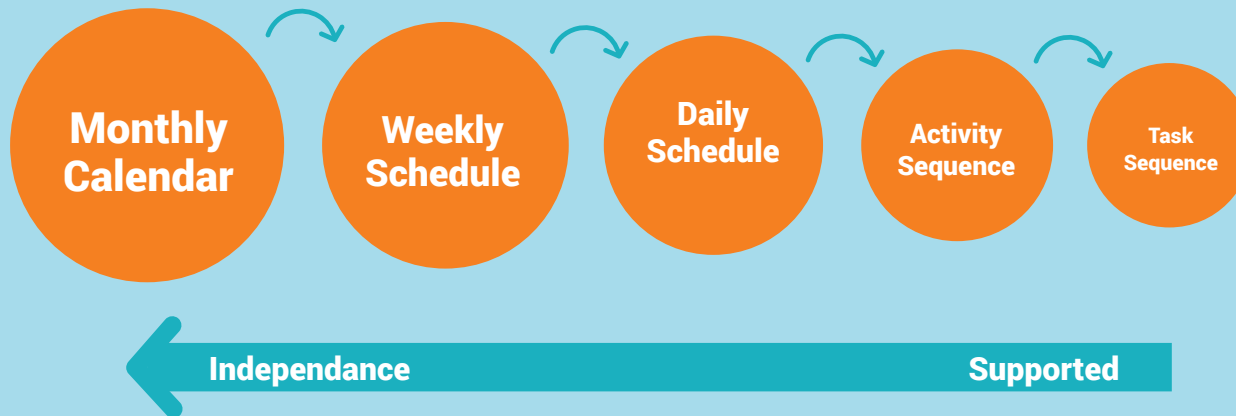 Monthly
Calendar
Weekly
Schedule
Daily
Schedule
Activity
Sequence
Task
Sequence
Independance
Supported